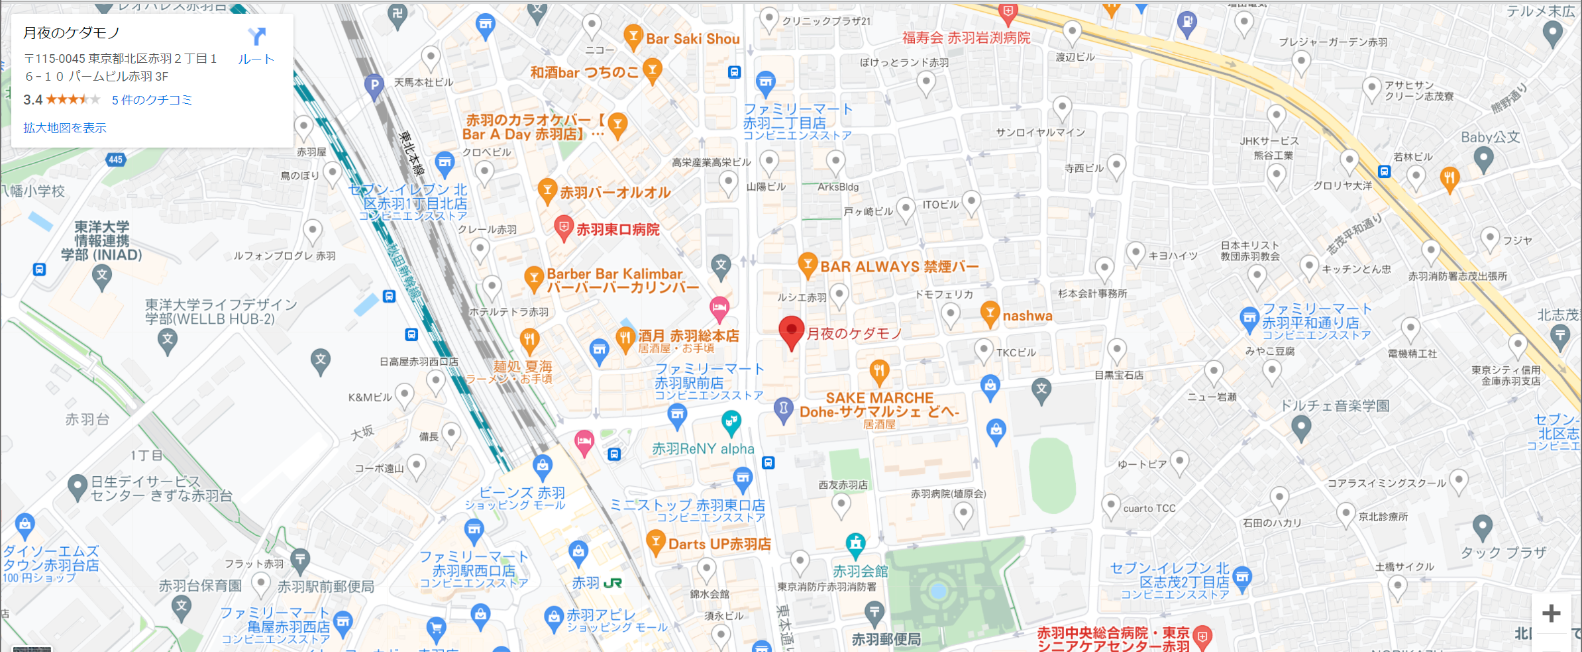 月夜のケダモノ
〒115-0045 東京都北区赤羽２丁目１
６−１０ パームビル赤羽 3F
3.4
5 件のクチコミ
ルート
拡大地図を表示
クリニックプラザ21
福寿会 赤羽岩渕病院
テルメ末広
ニコー
Bar Saki Shou
渡辺ビル
プレジャーガーデン赤羽
天馬本社ビル
和酒bar つちのこ
ぽけっとランド赤羽
アサヒサン
クリーン志茂寮
熊野通り
ファミリーマート
赤羽二丁目店
コンビニエンスストア
赤羽のカラオケバー【
Bar A Day 赤羽店】…
サンロイヤルマイン
Baby公文
東北本線
赤羽屋
445
クロベビル
高栄産業高栄ビル
JHKサービス
熊谷工業
若林ビル
寺西ビル
鳥のぼり
八幡小学校
セブン-イレブン 北
区赤羽1丁目北店
コンビニエンスストア
赤羽バーオルオル
山陽ビル
ArksBldg
グロリヤ大洋
戸ヶ崎ビル
ITOビル
東洋大学
情報連携
学部 (INIAD)
クレール赤羽
赤羽東口病院
志茂平和通り
ルルフォンプログレ 赤羽
キヨハイツ
日本キリスト
教団赤羽教会
フジヤ
Barber Bar Kalimbar
バーバーバーカリンバー
BAR ALWAYS 禁煙バー
キッチンとん忠
赤羽消防署志茂出張所
東洋大学ライフデザイン
学部(WELLB HUB-2)
ホテルテトラ赤羽
ルシエ赤羽
ドモフェリカ
杉本会計事務所
nashwa
ファミリーマート
赤羽平和通り店
コンビニエンスストア
北志茂
酒月 赤羽総本店
居酒屋・お手頃
月夜のケダモノ
日高屋赤羽西口店
麺処 夏海
ラーメン・お手頃
TKCビル
みやこ豆腐
電機精工社
ファミリーマート
赤羽駅前店
コンビニエンスストア
目黒宝石店
東京シティ信用
金庫赤羽支店
K&Mビル
SAKE MARCHE
Dohe-サケマルシェ どへ-
居酒屋
ニュー岩瀬
ドルチェ音楽学園
赤羽台
大坂
備長
セブン-
北区志
コンビニエ
赤羽ReNY alpha
1丁目
コーポ遠山
ゆートピア
日生デイサービス
センター きずな赤羽台
ビーンズ 赤羽
ショッピング モール
西友赤羽店
赤羽病院(埴原会)
コアラスイミングスクール
ミニストップ 赤羽東口店
コンビニエンスストア
cuarto TCC
石田のハカリ
京北診療所
ダイソーエムズ
タウン赤羽台店
100 円ショップ
Darts UP赤羽店
タック プラザ
ファミリーマート
赤羽駅西口店
コンビニエンスストア
フラット赤羽
赤羽 JR
赤羽会館
土橋サイクル
赤羽台保育園
赤羽駅前郵便局
東京消防庁赤羽消防署
セブン-イレブン 北
区志茂2丁目店
コンビニエンスストア
錦水会館
ファミリーマート
亀屋赤羽西店
コンビニエンスストア
赤羽アピレ
ショッピング モール
須永ビル
東本通り
赤羽郵便局
赤羽中央総合病院・東京
シニアケアセンター赤羽